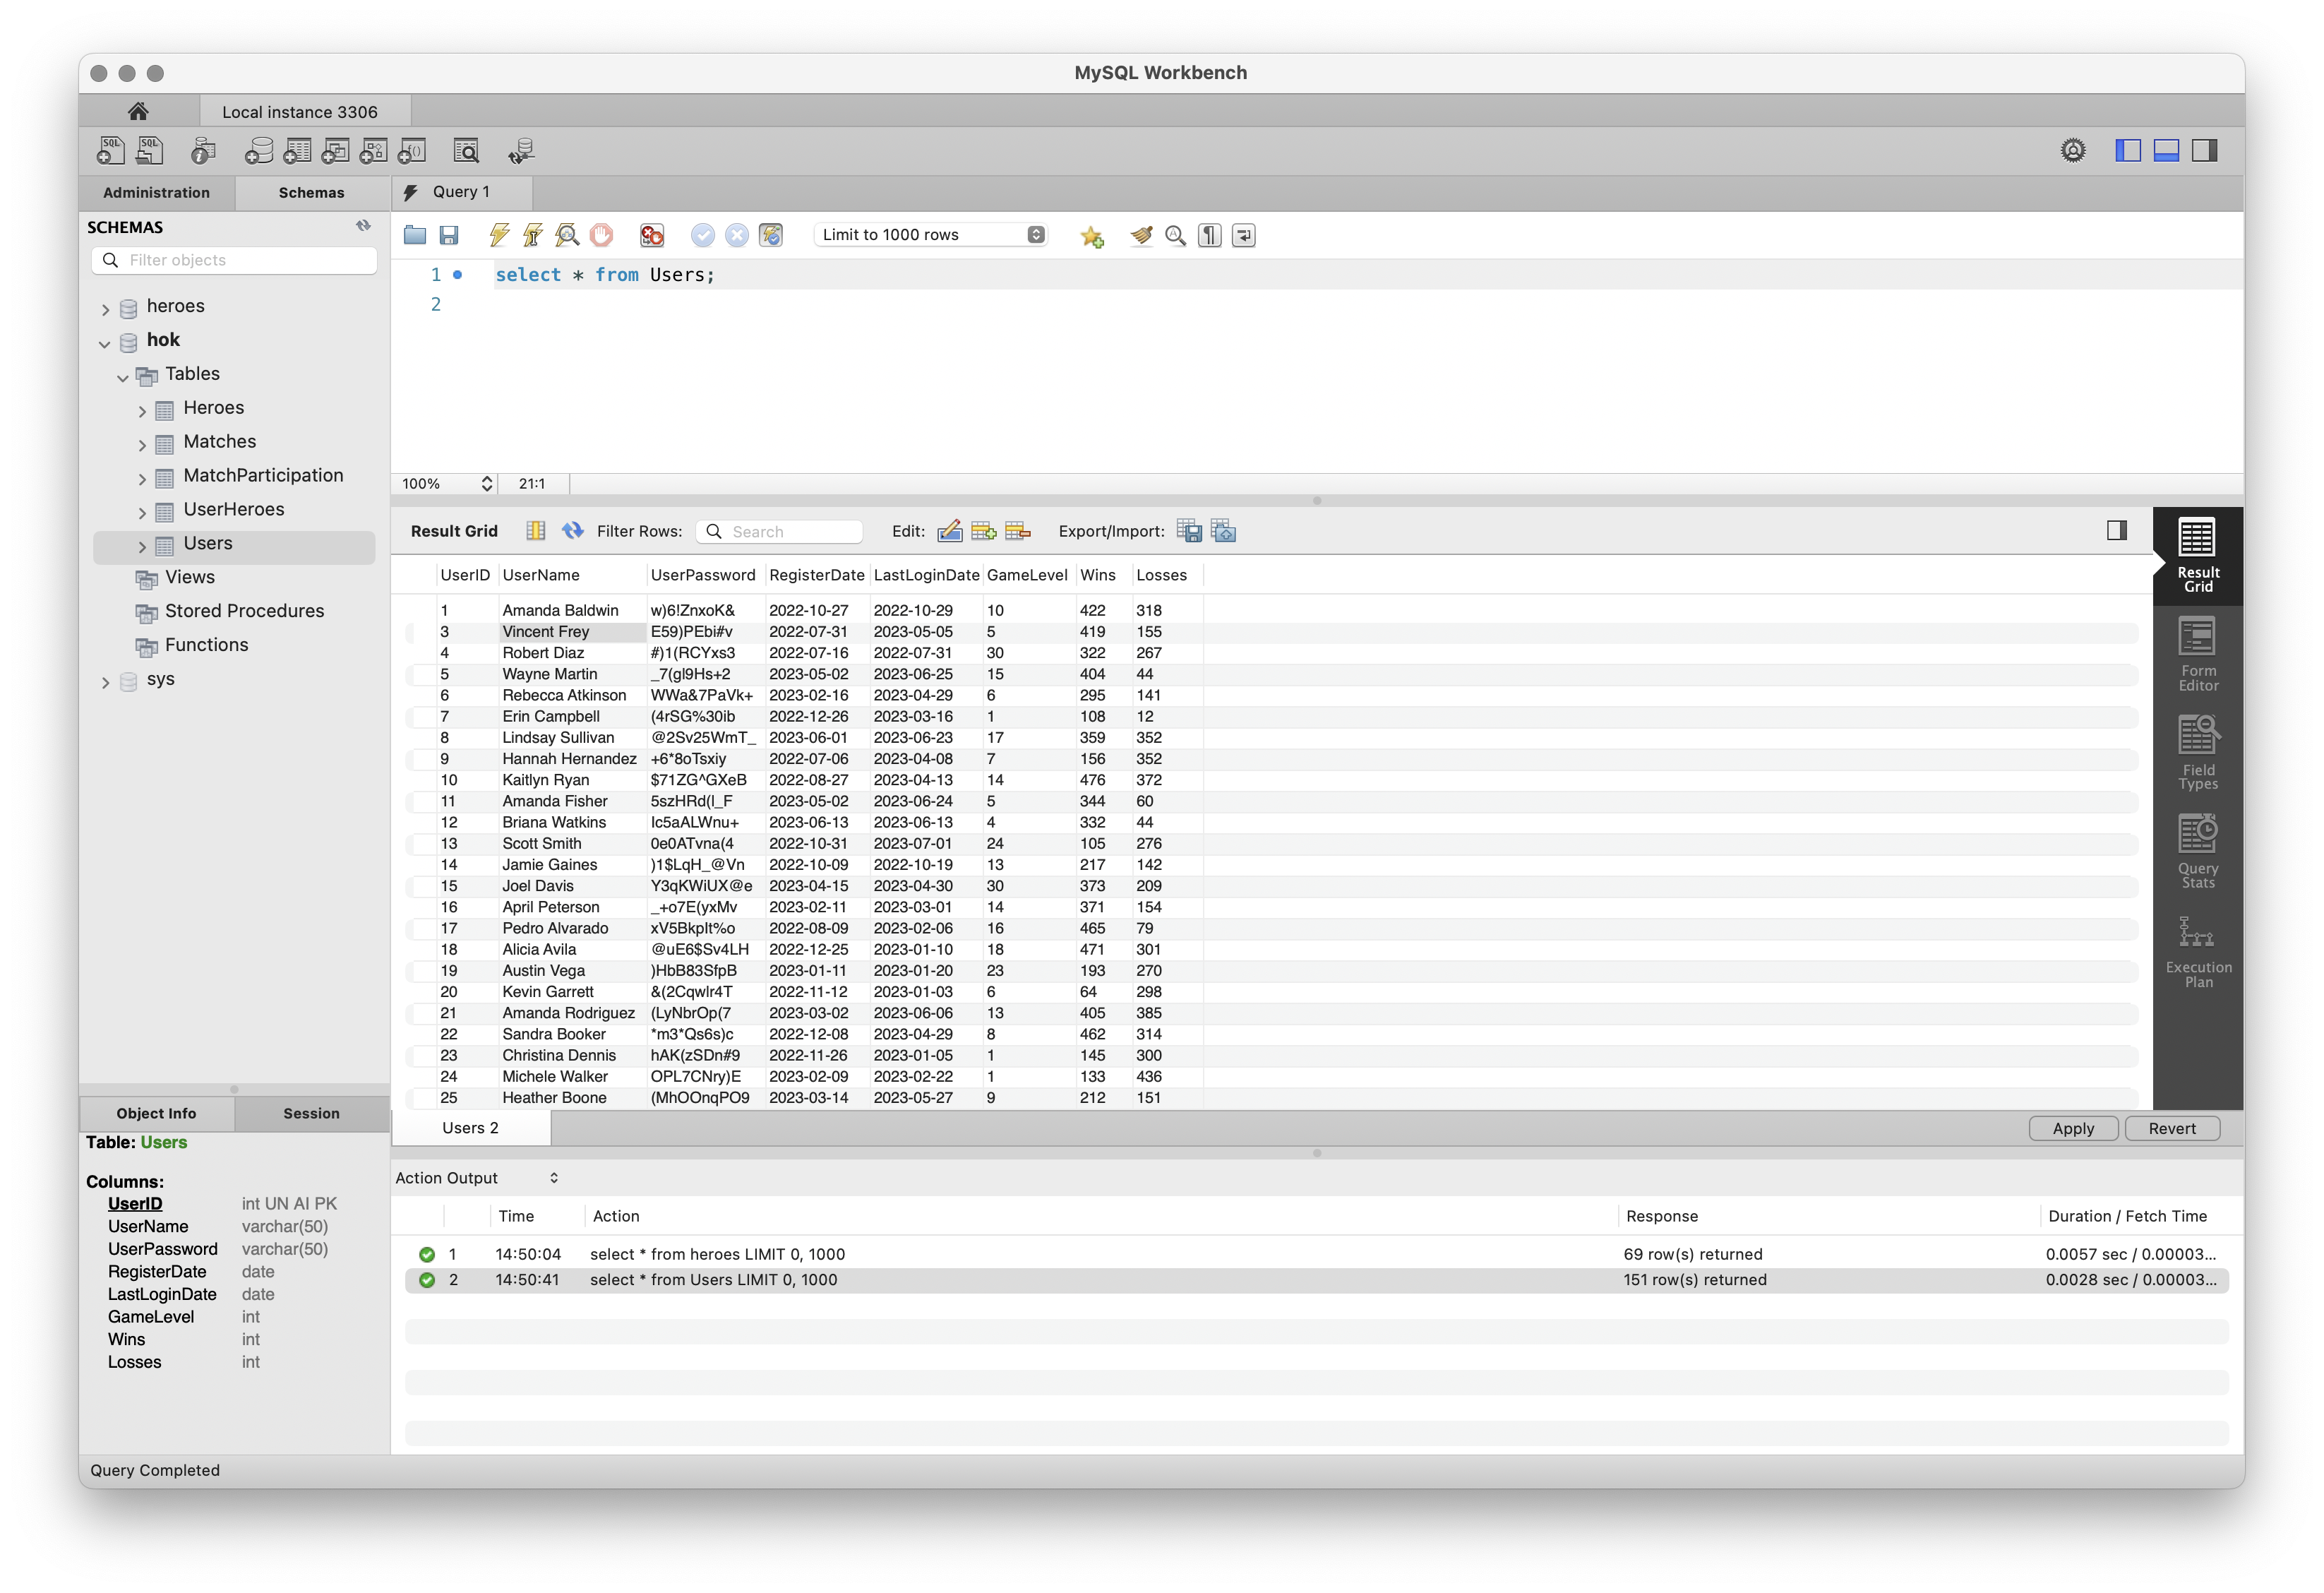 MySQL Workbench
Local instance 3306
Administration Schemas
Query 1
SCHEMAS
Filter objects
heroes
hok
Tables
Heroes
Matches
MatchParticipation
UserHeroes
Users
Views
Stored Procedures
Functions
sys
Limit to 1000 rows
1 select * from Users;
2
100% 21:1
Result Grid Filter Rows: Search Edit: Export/Import:
UserID UserName UserPassword RegisterDate LastLoginDate GameLevel Wins Losses
1 Amanda Baldwin w)6!ZnxoK& 2022-10-27 2022-10-29 10 422 318
3 Vincent Frey E59)PEbi#v 2022-07-31 2023-05-05 5 419 155
4 Robert Diaz #)1(RCYxs3 2022-07-16 2022-07-31 30 322 267
5 Wayne Martin _7(gl9Hs+2 2023-05-02 2023-06-25 15 404 44
6 Rebecca Atkinson WWa&7PaVk+ 2023-02-16 2023-04-29 6 295 141
7 Erin Campbell (4rSG%30ib 2022-12-26 2023-03-16 1 108 12
8 Lindsay Sullivan @2Sv25WmT_ 2023-06-01 2023-06-23 17 359 352
9 Hannah Hernandez +6*8oTsxiy 2022-07-06 2023-04-08 7 156 352
10 Kaitlyn Ryan $71ZG^GXeB 2022-08-27 2023-04-13 14 476 372
11 Amanda Fisher 5szHRd(l_F 2023-05-02 2023-06-24 5 344 60
12 Briana Watkins Ic5aALWnu+ 2023-06-13 2023-06-13 4 332 44
13 Scott Smith 0e0ATvna(4 2022-10-31 2023-07-01 24 105 276
14 Jamie Gaines )1$LqH_@Vn 2022-10-09 2022-10-19 13 217 142
15 Joel Davis Y3qKWiUX@e 2023-04-15 2023-04-30 30 373 209
16 April Peterson _+o7E(yxMv 2023-02-11 2023-03-01 14 371 154
17 Pedro Alvarado xV5BkpIt%o 2022-08-09 2023-02-06 16 465 79
18 Alicia Avila @uE6$Sv4LH 2022-12-25 2023-01-10 18 471 301
19 Austin Vega )HbB83SfpB 2023-01-11 2023-01-20 23 193 270
20 Kevin Garrett &(2Cqwlr4T 2022-11-12 2023-01-03 6 64 298
21 Amanda Rodriguez (LyNbrOp(7 2023-03-02 2023-06-06 13 405 385
22 Sandra Booker *m3*Qs6s)c 2022-12-08 2023-04-29 8 462 314
23 Christina Dennis hAK(zSDn#9 2022-11-26 2023-01-05 1 145 300
24 Michele Walker OPL7CNry)E 2023-02-09 2023-02-22 1 133 436
25 Heather Boone (MhOOnqPO9 2023-03-14 2023-05-27 9 212 151
Result
Grid
Form
Editor
Field
Types
Query
Stats
Execution
Plan
Users 2 Apply Revert
Object Info Session
Table: Users
Columns:
UserID int UN AI PK
UserName varchar(50)
UserPassword varchar(50)
RegisterDate date
LastLoginDate date
GameLevel int
Wins int
Losses int
Action Output
Time Action Response Duration / Fetch Time
1 14:50:04 select * from heroes LIMIT 0, 1000 69 row(s) returned 0.0057 sec / 0.00003...
2 14:50:41 select * from Users LIMIT 0, 1000 151 row(s) returned 0.0028 sec / 0.00003...
Query Completed